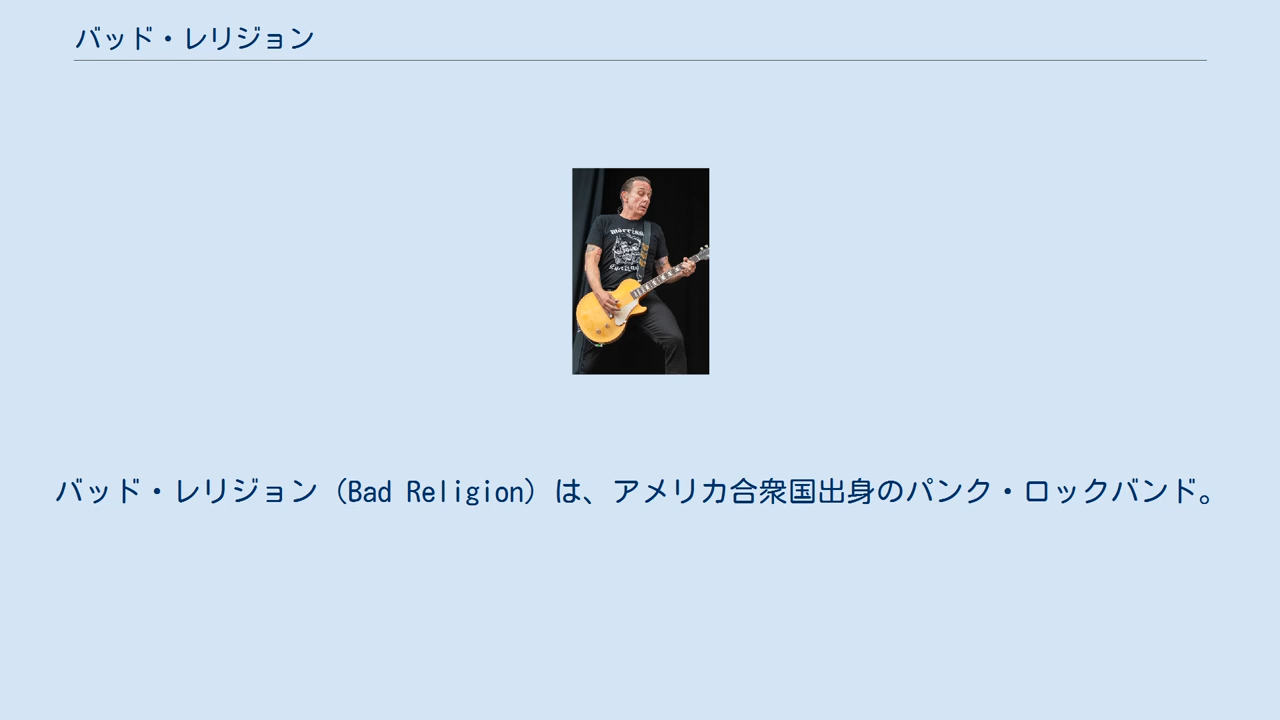 バッド・レリジョン
バッド・レリジョン（Bad Religion）は、アメリカ合衆国出身のパンク・ロックバンド。